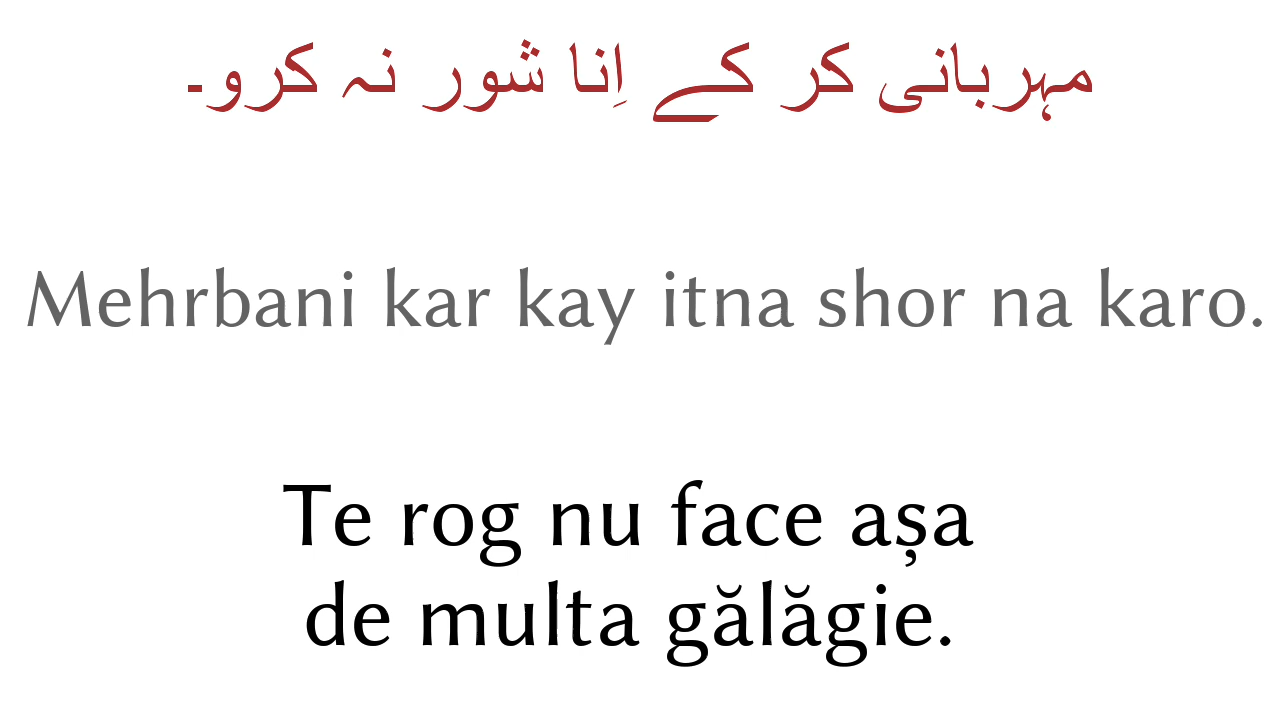 مہربانی کر کے اِنا شور نہ کرو۔
Mehrbani kar kay itna shor na karo.
Te rog nu face așa
de multa gălăgie.